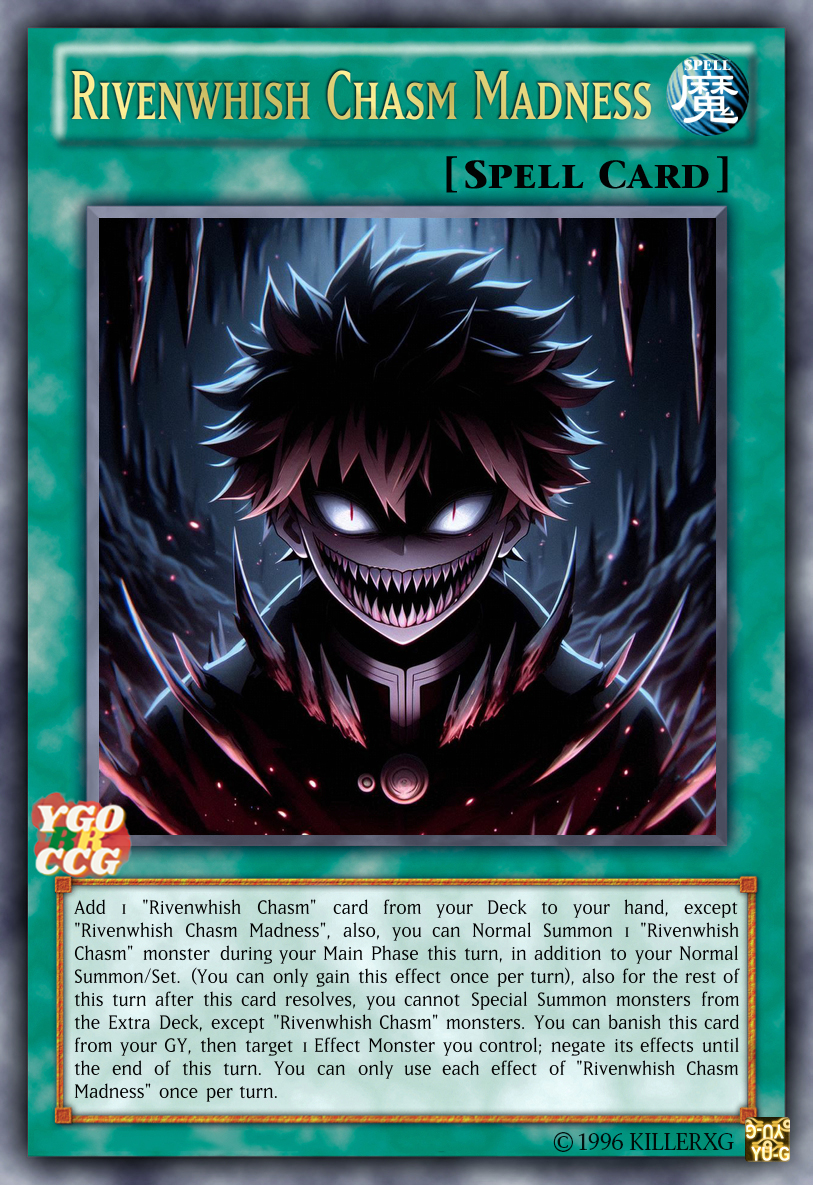 Rivenwhish Chasm Madness
SPELL
魔
[Spell Card]
YGO
BR
CCG
Add 1 "Rivenwhish Chasm" card from your Deck to your hand, except
"Rivenwhish Chasm Madness", also, you can Normal Summon 1 "Rivenwhish
Chasm" monster during your Main Phase this turn, in addition to your Normal
Summon/Set. (You can only gain this effect once per turn), also for the rest of
this turn after this card resolves, you cannot Special Summon monsters from
the Extra Deck, except "Rivenwhish Chasm" monsters. You can banish this card
from your GY, then target 1 Effect Monster you control; negate its effects until
the end of this turn. You can only use each effect of "Rivenwhish Chasm
Madness" once per turn.
© 1996 KILLERXG
YU-G